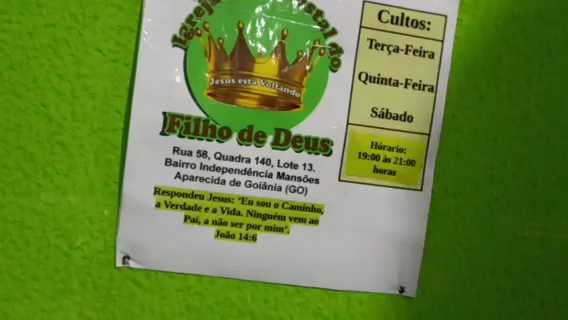 Igreja
do
Jesus está Voltando
Filho de Deus
Rua 58, Quadra 140, Lote 13.
Bairro Independência Mansões
Aparecida de Goiânia (GO)
Respondeu Jesus: 'Eu sou o Caminho,
a Verdade e a Vida. Ninguém vem ao
Pai, a não ser por mim'.
João 14:6
Cultos:
Terça-Feira
Quinta-Feira
Sábado
Hórario:
19:00 às 21:00
horas